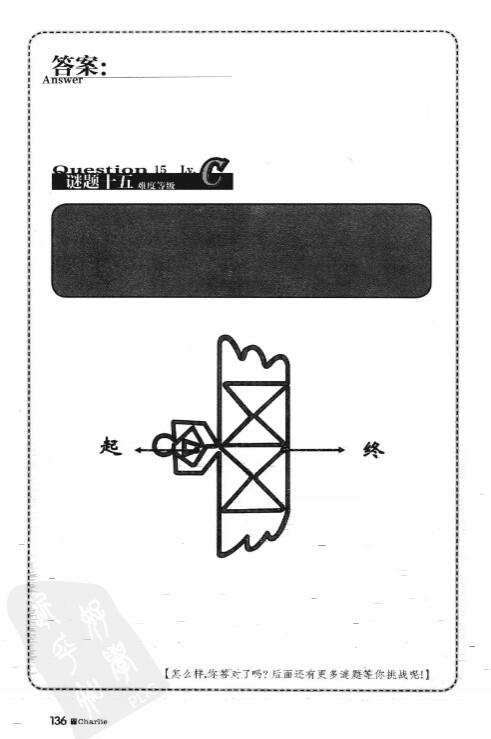 答案:
Answer
Question 15 Lv. C
谜题十五 难度等级
起
终
【怎么样,你答对了吗?后面还有更多谜题等你挑战呢!】
136 Charlie